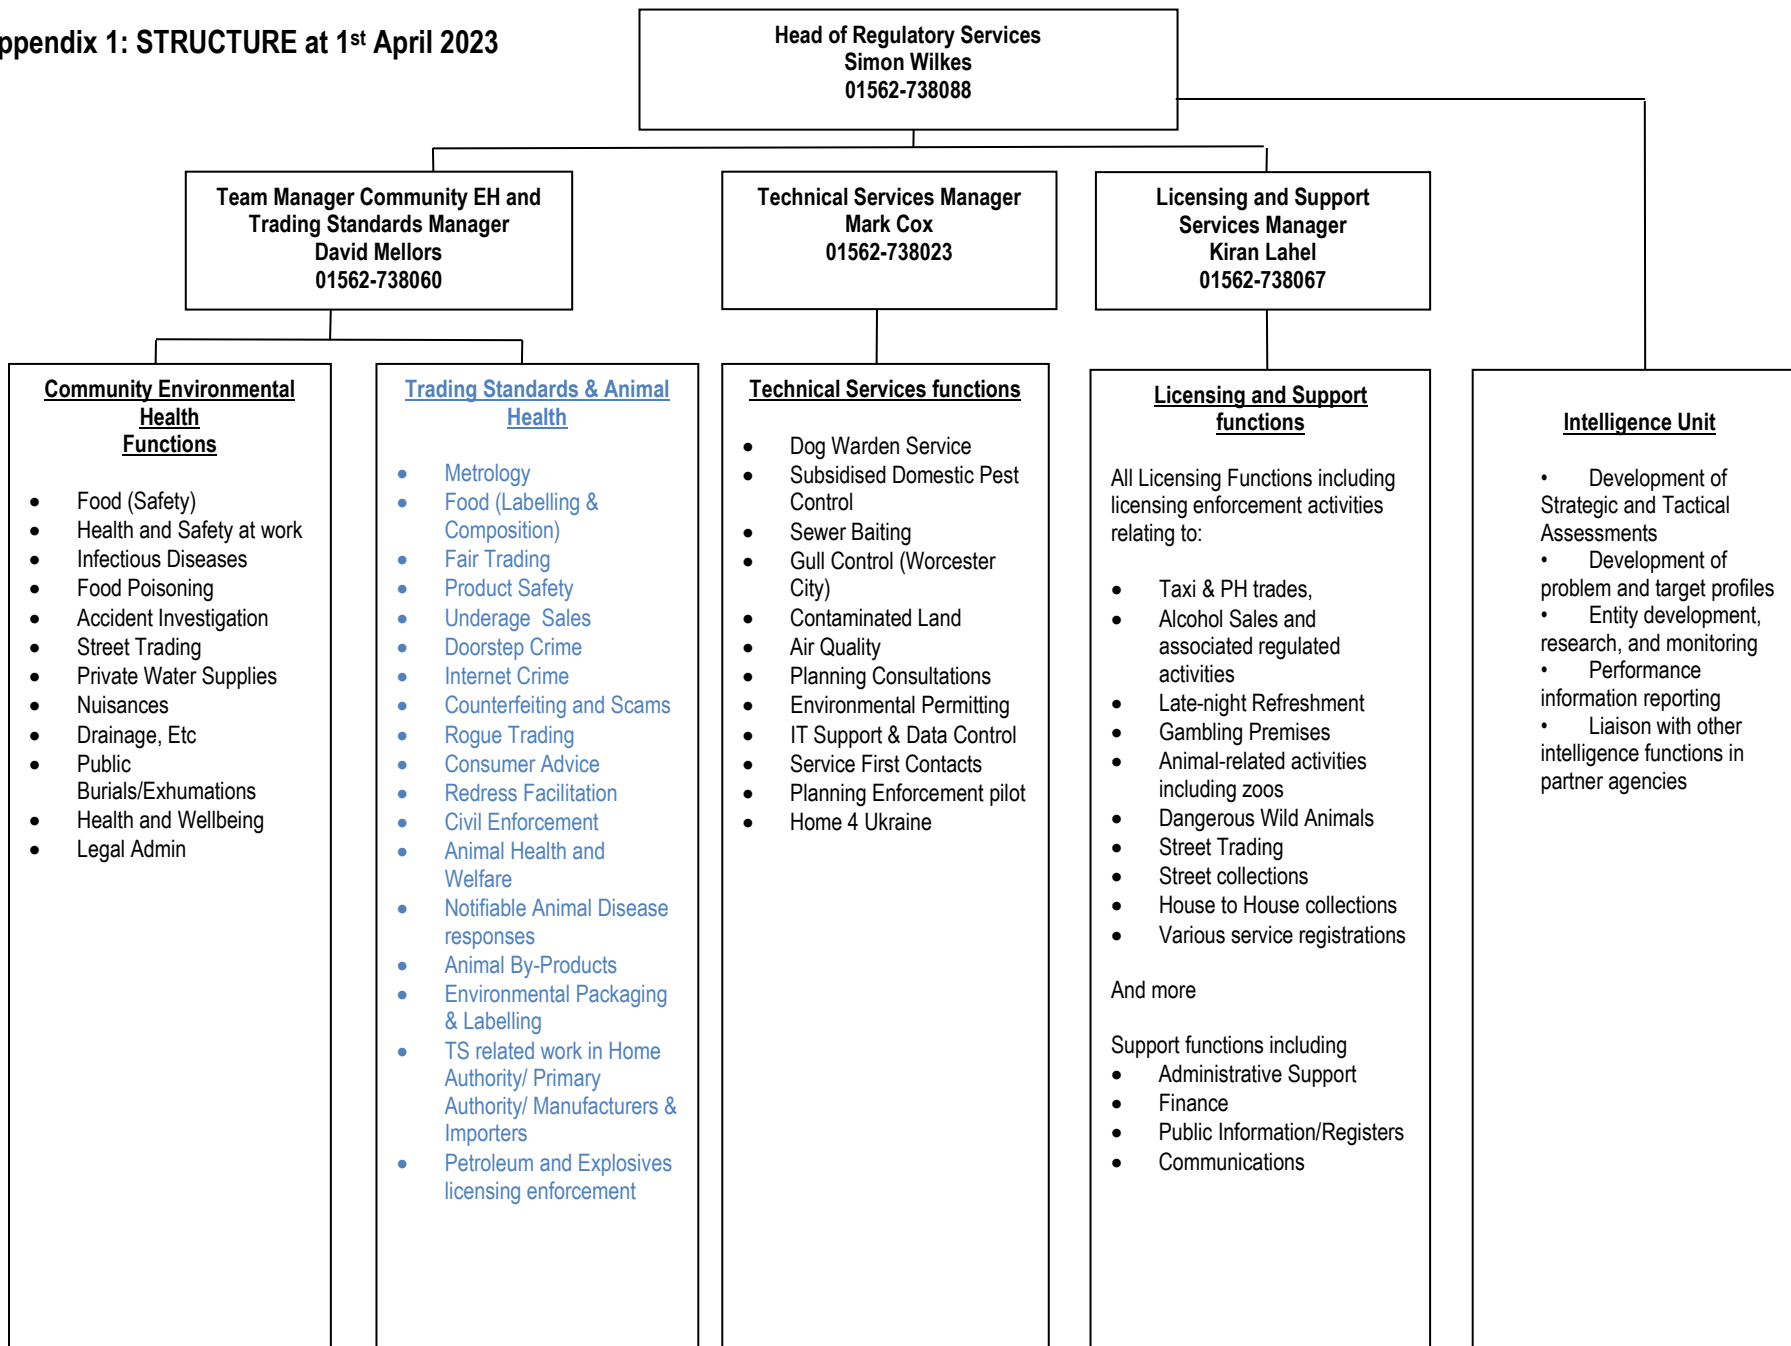 ppendix 1: STRUCTURE at 1st April 2023
Head of Regulatory Services
Simon Wilkes
01562-738088
Team Manager Community EH and
Trading Standards Manager
David Mellors
01562-738060
Technical Services Manager
Mark Cox
01562-738023
Licensing and Support
Services Manager
Kiran Lahel
01562-738067
Community Environmental
Health
Functions
• Food (Safety)
• Health and Safety at work
• Infectious Diseases
• Food Poisoning
• Accident Investigation
• Street Trading
• Private Water Supplies
• Nuisances
• Drainage, Etc
• Public
Burials/Exhumations
• Health and Wellbeing
• Legal Admin
Trading Standards & Animal
Health
• Metrology
• Food (Labelling &
Composition)
• Fair Trading
• Product Safety
• Underage  Sales
• Doorstep Crime
• Internet Crime
• Counterfeiting and Scams
• Rogue Trading
• Consumer Advice
• Redress Facilitation
• Civil Enforcement
• Animal Health and
Welfare
• Notifiable Animal Disease
responses
• Animal By-Products
• Environmental Packaging
& Labelling
• TS related work in Home
Authority/ Primary
Authority/ Manufacturers &
Importers
• Petroleum and Explosives
licensing enforcement
Technical Services functions
• Dog Warden Service
• Subsidised Domestic Pest
Control
• Sewer Baiting
• Gull Control (Worcester
City)
• Contaminated Land
• Air Quality
• Planning Consultations
• Environmental Permitting
• IT Support & Data Control
• Service First Contacts
• Planning Enforcement pilot
• Home 4 Ukraine
Licensing and Support
functions
All Licensing Functions including
licensing enforcement activities
relating to:
• Taxi & PH trades,
• Alcohol Sales and
associated regulated
activities
• Late-night Refreshment
• Gambling Premises
• Animal-related activities
including zoos
• Dangerous Wild Animals
• Street Trading
• Street collections
• House to House collections
• Various service registrations
And more
Support functions including
• Administrative Support
• Finance
• Public Information/Registers
• Communications
Intelligence Unit
• Development of
Strategic and Tactical
Assessments
• Development of
problem and target profiles
• Entity development,
research, and monitoring
• Performance
information reporting
• Liaison with other
intelligence functions in
partner agencies